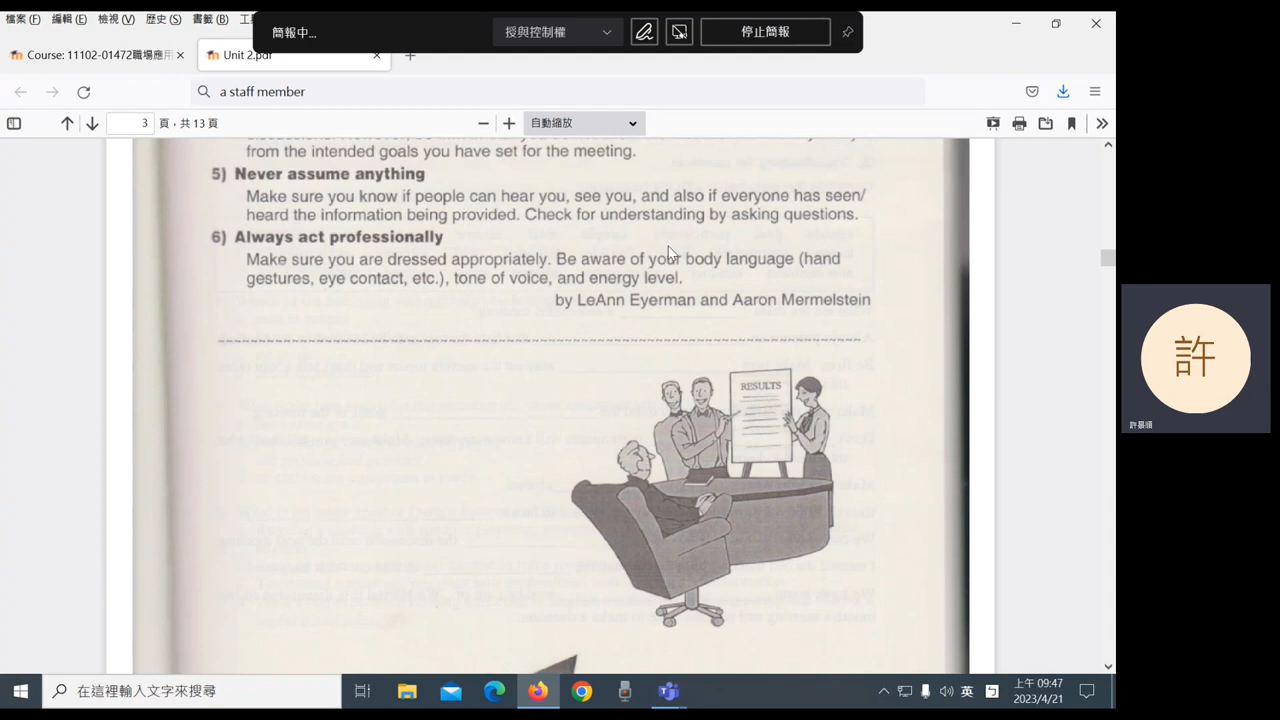 檔案(F) 編輯(E) 檢視(V) 歷史(S) 書籤(B)
簡報中...
授與控制權
停止簡報
Course: 11102-01472職場應用
Unit 2.pdf
a staff member
3 頁，共 13 頁
自動縮放
from the intended goals you have set for the meeting.
5) Never assume anything
Make sure you know if people can hear you, see you, and also if everyone has seen/
heard the information being provided. Check for understanding by asking questions.
6) Always act professionally
Make sure you are dressed appropriately. Be aware of your body language (hand
gestures, eye contact, etc.), tone of voice, and energy level.
by LeAnn Eyerman and Aaron Mermelstein
RESULTS
許
許景順
在這裡輸入文字來搜尋
英
上午 09:47
2023/4/21